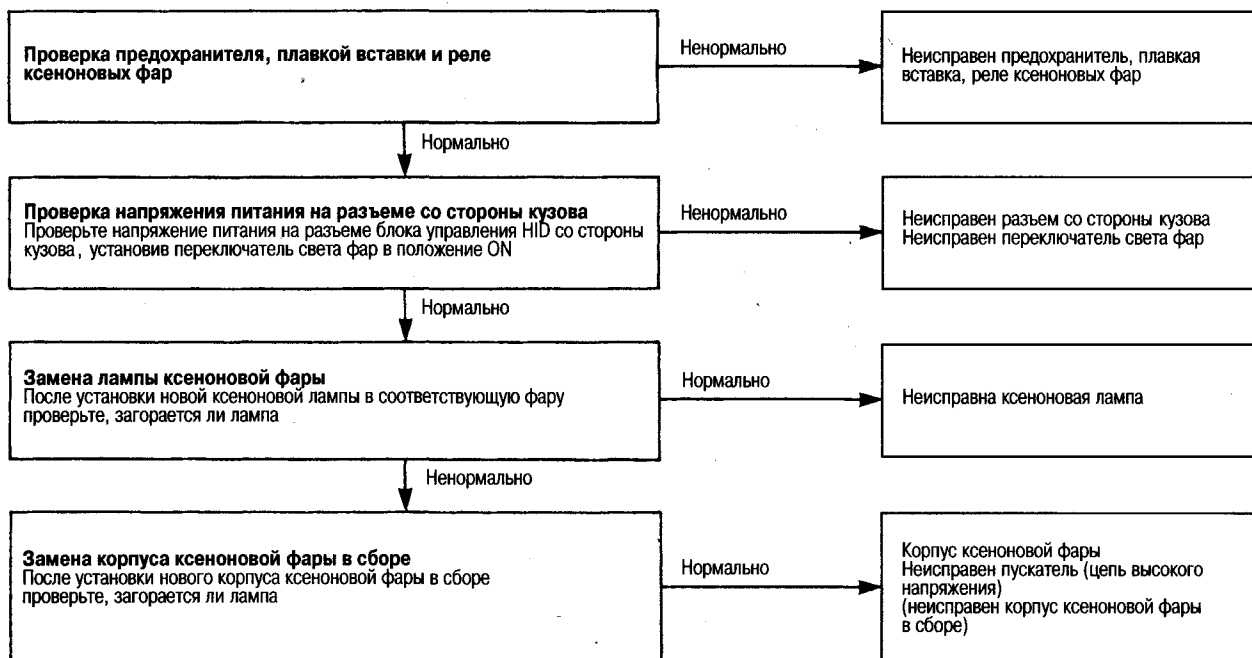 Проверка предохранителя, плавкой вставки и реле
ксеноновых фар
Ненормально
Неисправен предохранитель, плавкая
вставка, реле ксеноновых фар
Нормально
Проверка напряжения питания на разъеме со стороны кузова
Проверьте напряжение питания на разъеме блока управления HID со стороны
кузова, установив переключатель света фар в положение ON
Ненормально
Неисправен разъем со стороны кузова
Неисправен переключатель света фар
Нормально
Замена лампы ксеноновой фары
После установки новой ксеноновой лампы в соответствующую фару
проверьте, загорается ли лампа
Нормально
Неисправна ксеноновая лампа
Ненормально
Замена корпуса ксеноновой фары в сборе
После установки нового корпуса ксеноновой фары в сборе
проверьте, загорается ли лампа
Нормально
Корпус ксеноновой фары
Неисправен пускатель (цепь высокого
напряжения)
(неисправен корпус ксеноновой фары
в сборе)